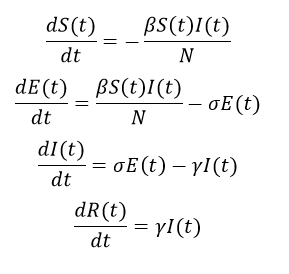 dS(t)/dt = − βS(t)I(t)/N
dE(t)/dt = βS(t)I(t)/N − σE(t)
dI(t)/dt = σE(t) − γI(t)
dR(t)/dt = γI(t)